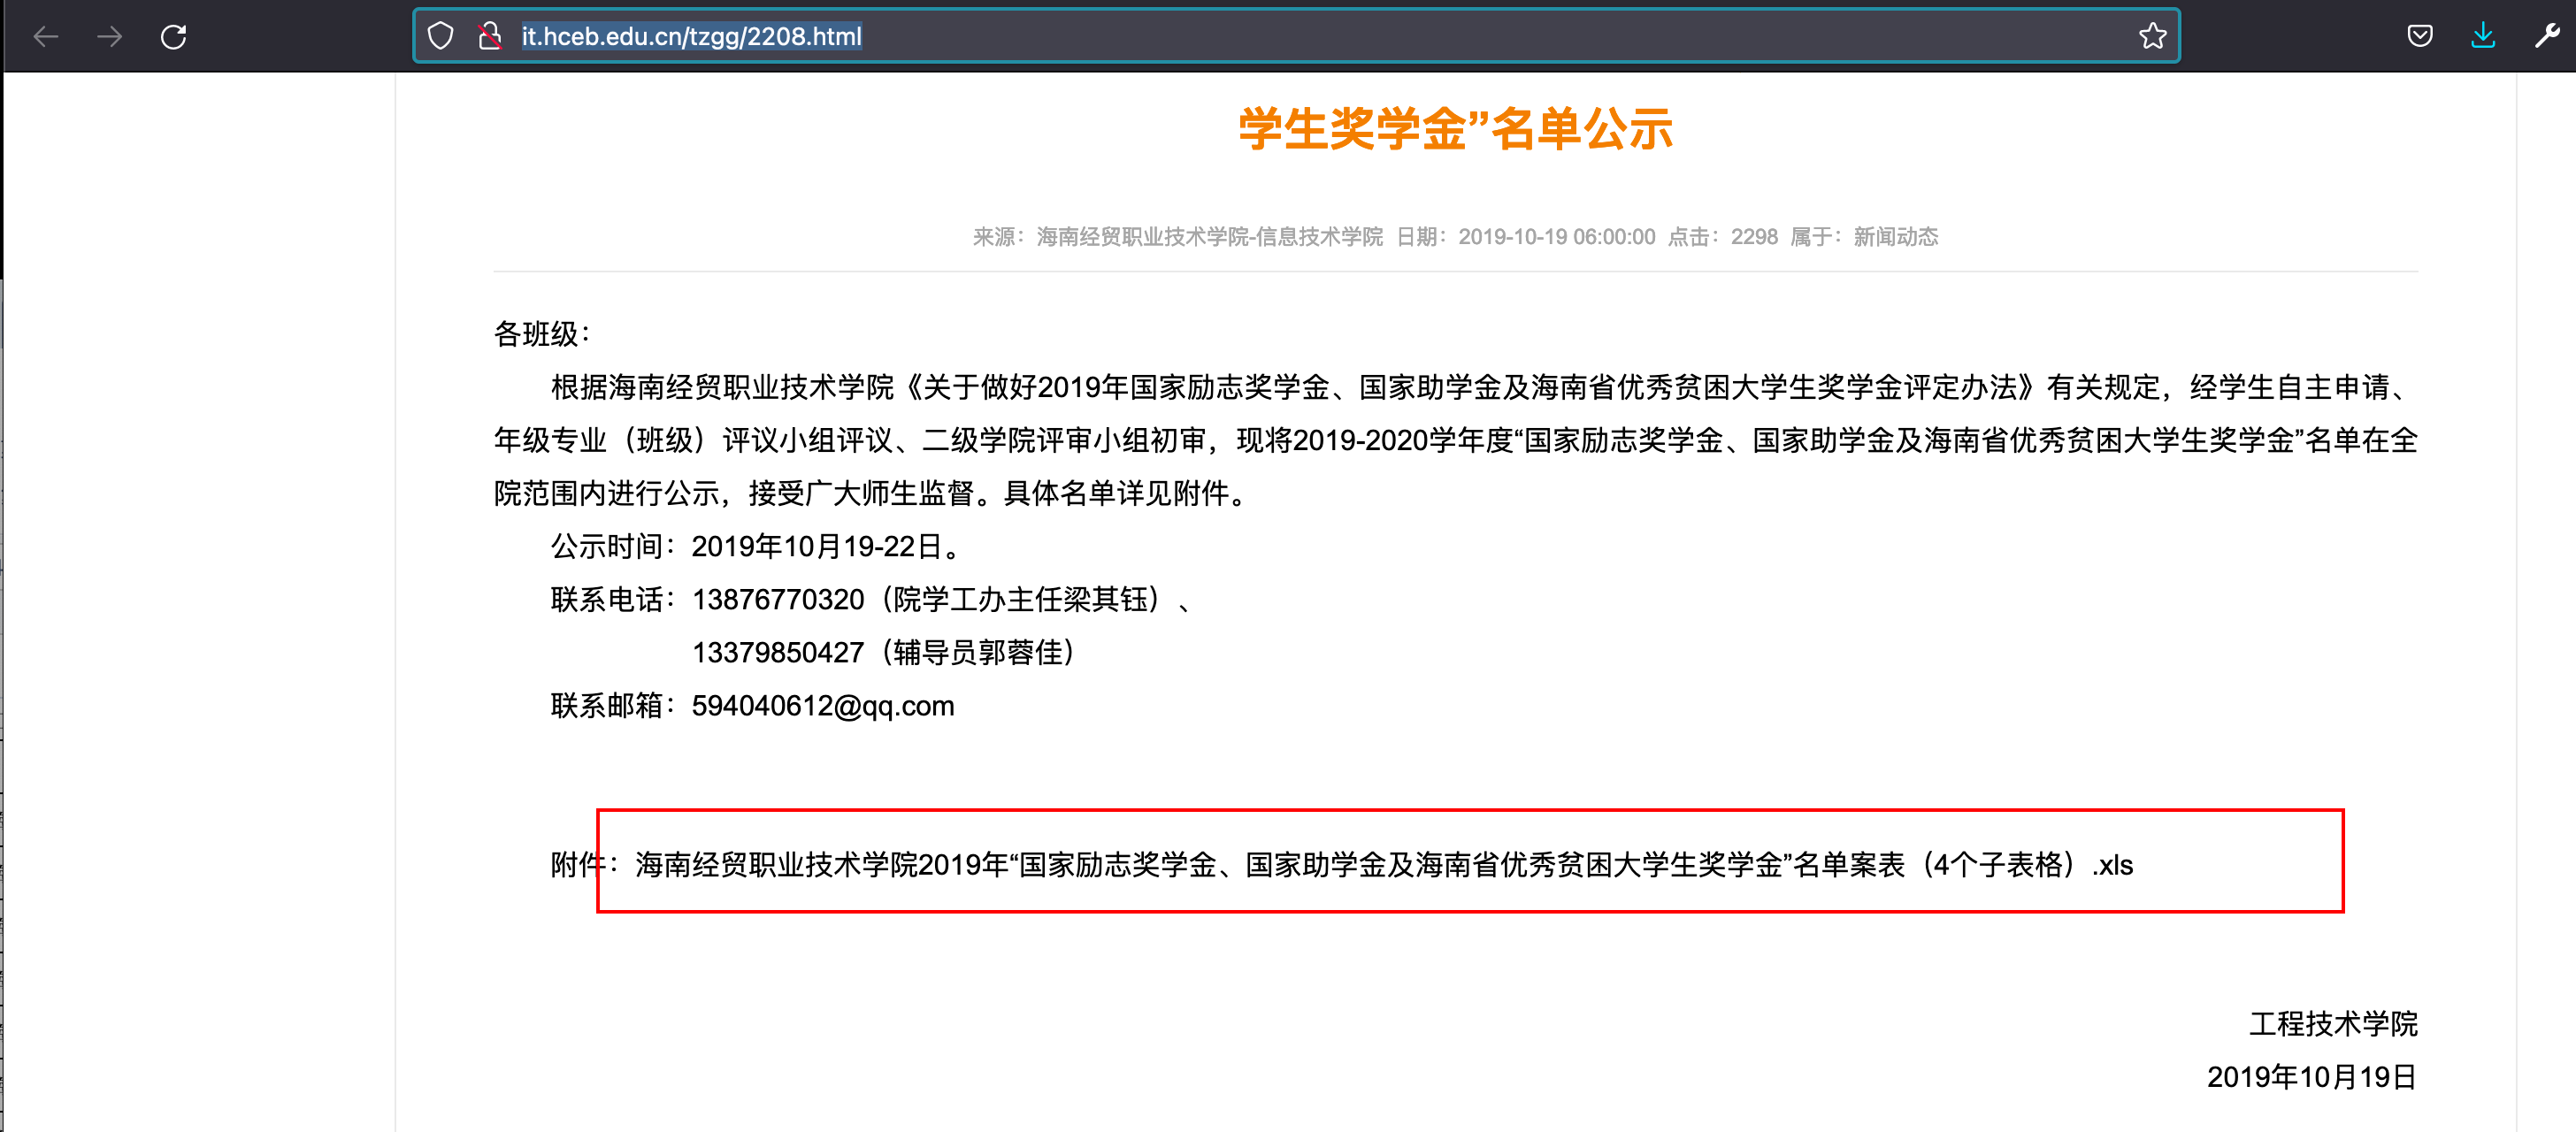 it.hceb.edu.cn/tzgg/2208.html
学生奖学金”名单公示
来源：海南经贸职业技术学院-信息技术学院 日期：2019-10-19 06:00:00 点击：2298 属于：新闻动态
各班级：
根据海南经贸职业技术学院《关于做好2019年国家励志奖学金、国家助学金及海南省优秀贫困大学生奖学金评定办法》有关规定，经学生自主申请、
年级专业（班级）评议小组评议、二级学院评审小组初审，现将2019-2020学年度“国家励志奖学金、国家助学金及海南省优秀贫困大学生奖学金”名单在全
院范围内进行公示，接受广大师生监督。具体名单详见附件。
公示时间：2019年10月19-22日。
联系电话：13876770320（院学工办主任梁其钰）、
13379850427（辅导员郭蓉佳）
联系邮箱：594040612@qq.com
附件：海南经贸职业技术学院2019年“国家励志奖学金、国家助学金及海南省优秀贫困大学生奖学金”名单案表（4个子表格）.xls
工程技术学院
2019年10月19日